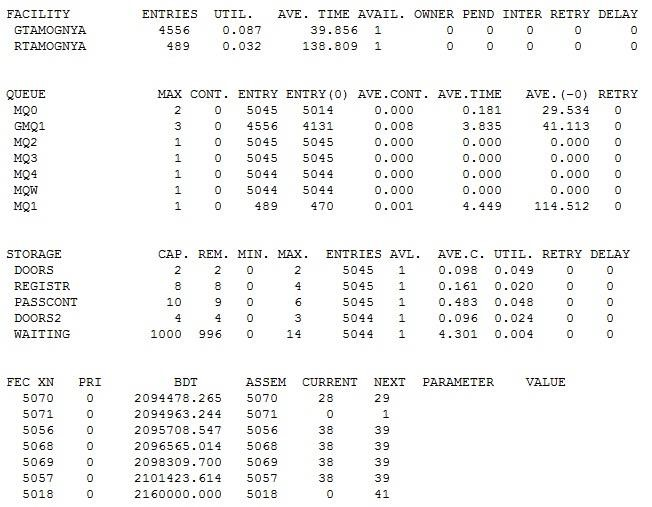 FACILITY ENTRIES UTIL. AVE. TIME AVAIL. OWNER PEND INTER RETRY DELAY
GTAMOGNYA 4556 0.087 39.856 1 0 0 0 0 0
RTAMOGNYA 489 0.032 138.809 1 0 0 0 0 0
QUEUE MAX CONT. ENTRY ENTRY(0) AVE.CONT. AVE.TIME AVE.(-0) RETRY
MQ0 2 0 5045 5014 0.000 0.181 29.534 0
GMQ1 3 0 4556 4131 0.008 3.835 41.113 0
MQ2 1 0 5045 5045 0.000 0.000 0.000 0
MQ3 1 0 5045 5045 0.000 0.000 0.000 0
MQ4 1 0 5044 5044 0.000 0.000 0.000 0
MQW 1 0 5044 5044 0.000 0.000 0.000 0
MQ1 1 0 489 470 0.001 4.449 114.512 0
STORAGE CAP. REM. MIN. MAX. ENTRIES AVL. AVE.C. UTIL. RETRY DELAY
DOORS 2 2 0 2 5045 1 0.098 0.049 0 0
REGISTR 8 8 0 4 5045 1 0.161 0.020 0 0
PASSCONT 10 9 0 6 5045 1 0.483 0.048 0 0
DOORS2 4 4 0 3 5044 1 0.096 0.024 0 0
WAITING 1000 996 0 14 5044 1 4.301 0.004 0 0
FEC XN PRI BDT ASSEM CURRENT NEXT PARAMETER VALUE
5070 0 2094478.265 5070 28 29
5071 0 2094963.244 5071 0 1
5056 0 2095708.547 5056 38 39
5068 0 2096565.014 5068 38 39
5069 0 2098309.700 5069 38 39
5057 0 2101423.614 5057 38 39
5018 0 2160000.000 5018 0 41